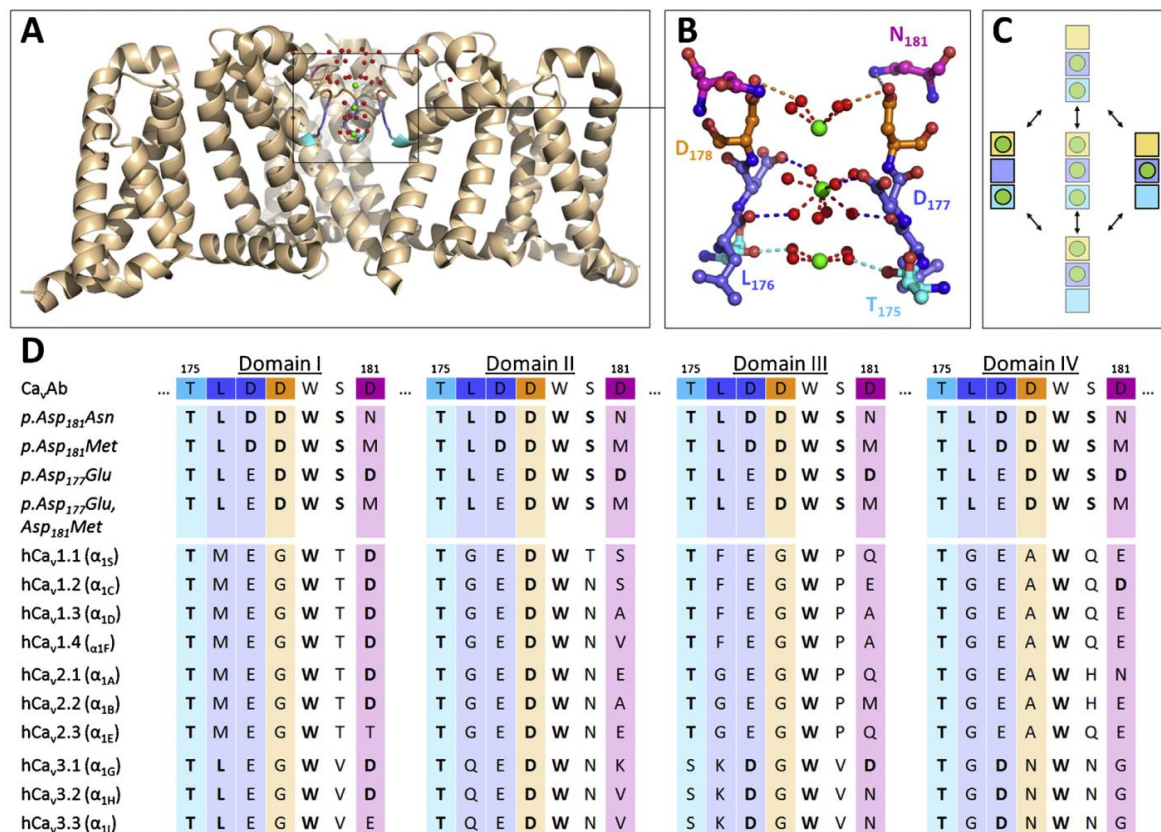 A
B
C
N181
D178
D177
L176
T175
D
175 Domain I 181 175 Domain II 181 175 Domain III 181 175 Domain IV 181
CavAb ... T L D D W S D ... T L D D W S D ... T L D D W S D ... T L D D W S D
p.Asp181Asn T L D D W S N T L D D W S N T L D D W S N T L D D W S N
p.Asp181Met T L D D W S M T L D D W S M T L D D W S M T L D D W S M
p.Asp177Glu T L E D W S D T L E D W S D T L E D W S D T L E D W S D
p.Asp177Glu, T L E D W S M T L E D W S M T L E D W S M T L E D W S M
Asp181Met
hCav1.1 (α1S) T M E G W T D T G E D W T S T F E G W P Q T G E A W Q E
hCav1.2 (α1C) T M E G W T D T G E D W N S T F E G W P E T G E A W Q D
hCav1.3 (α1D) T M E G W T D T G E D W N A T F E G W P A T G E A W Q E
hCav1.4 (α1F) T M E G W T D T G E D W N V T F E G W P A T G E A W Q E
hCav2.1 (α1A) T M E G W T D T G E D W N E T G E G W P Q T G E A W H N
hCav2.2 (α1B) T M E G W T D T G E D W N A T G E G W P M T G E A W H E
hCav2.3 (α1E) T M E G W T T T G E D W N E T G E G W P Q T G E A W Q E
hCav3.1 (α1G) T L E G W V D T Q E D W N K S K D G W V D T G D N W N G
hCav3.2 (α1H) T L E G W V D T Q E D W N V S K D G W V N T G D N W N G
hCav3.3 (α1I) T L E G W V E T Q E D W N V S K D G W V N T G D N W N G